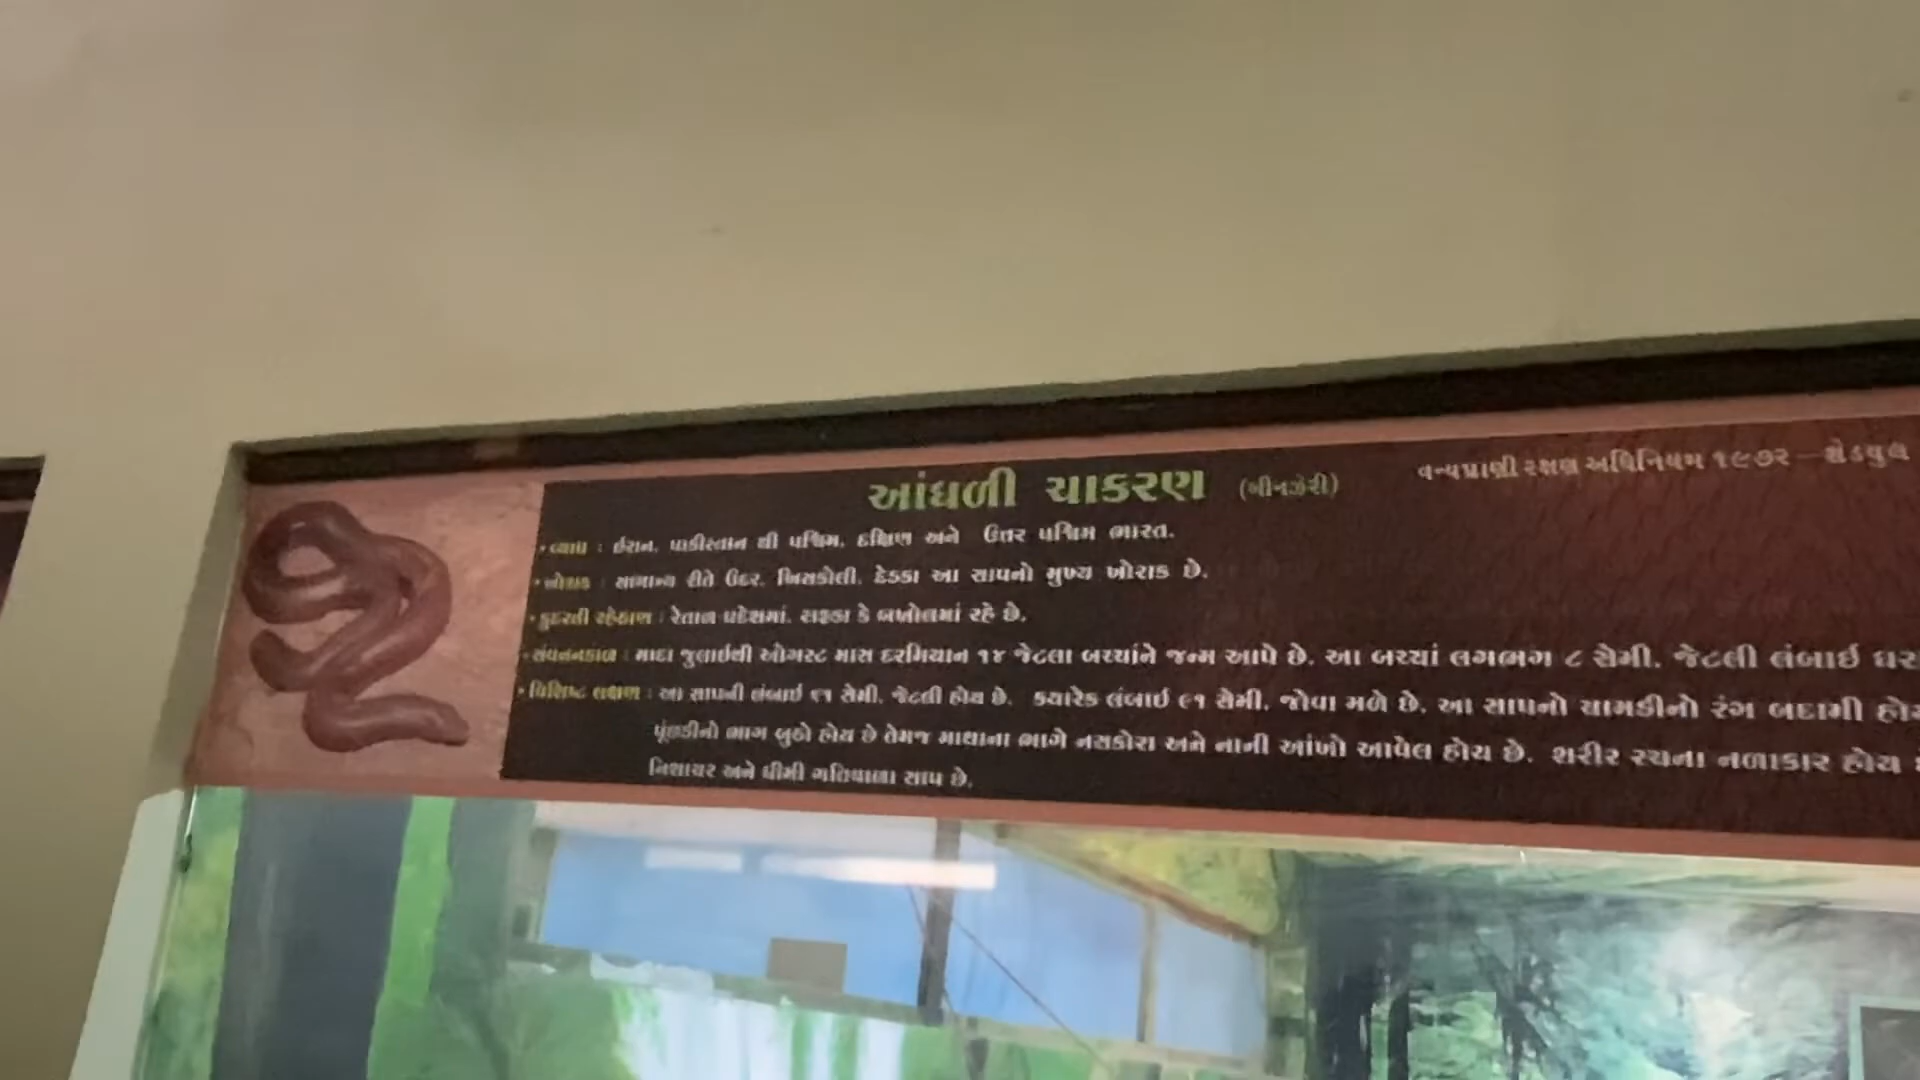 આંધળી ચાકરણ (બીનઝેરી)
વન્યપ્રાણી રક્ષણ અધિનિયમ ૧૯૭૨ – શેડયુલ
• વ્યાપ : ઈરાન, પાકીસ્તાન થી પશ્ચિમ, દક્ષિણ અને ઉત્તર પશ્ચિમ ભારત.
• ખોરાક : સામાન્ય રીતે ઉંદર, ખિસકોલી, દેડકા આ સાપનો મુખ્ય ખોરાક છે.
• કુદરતી રહેઠાણ : રેતાળ પ્રદેશમાં, સૂકા કે બખોલમાં રહે છે.
• સંવનનકાળ : માદા જુલાઈથી ઓગસ્ટ માસ દરમિયાન ૧૪ જેટલા બચ્ચાંને જન્મ આપે છે. આ બચ્ચાં લગભગ ૮ સેમી. જેટલી લંબાઈ
• વિશિષ્ટ લક્ષણ : આ સાપની લંબાઈ સેમી. જેટલી હોય છે. ક્યારેક લંબાઈ ૯૧ સેમી. જોવા મળે છે. આ સાપનો ચામડીનો રંગ બદામી
પૂંછડીનો ભાગ બુઠો હોય છે તેમજ માથાના ભાગે નસકોરા અને નાની આંખો આપેલ હોય છે. શરીર રચના નળાકાર હોય
નિશાચર અને ધીમી ગતિવાળા સાપ છે.